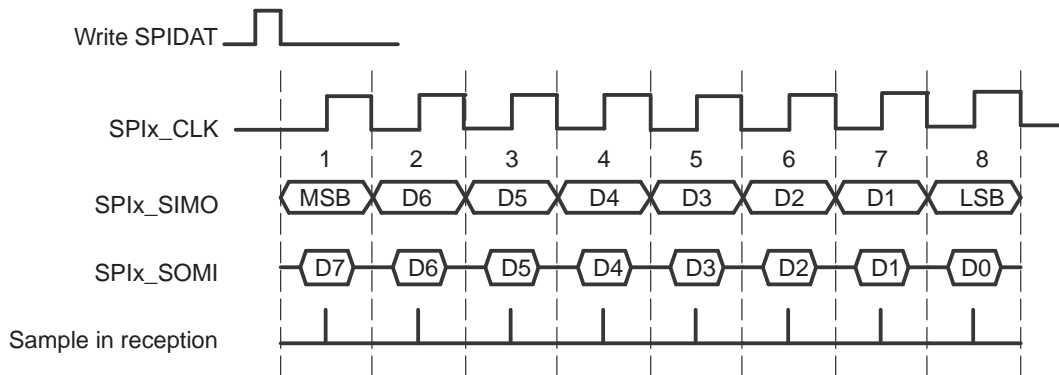 Write SPIDAT
SPIx_CLK
1 2 3 4 5 6 7 8
SPIx_SIMO MSB D6 D5 D4 D3 D2 D1 LSB
SPIx_SOMI D7 D6 D5 D4 D3 D2 D1 D0
Sample in reception